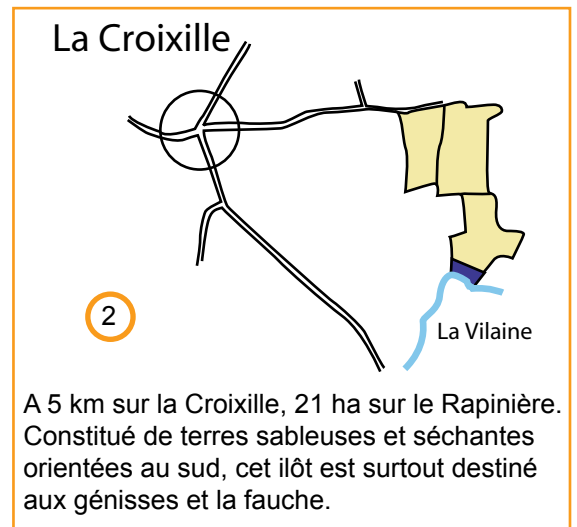 La Croixille
2
La Vilaine
A 5 km sur la Croixille, 21 ha sur le Rapinière.
Constitué de terres sableuses et séchantes
orientées au sud, cet ilôt est surtout destiné
aux génisses et la fauche.